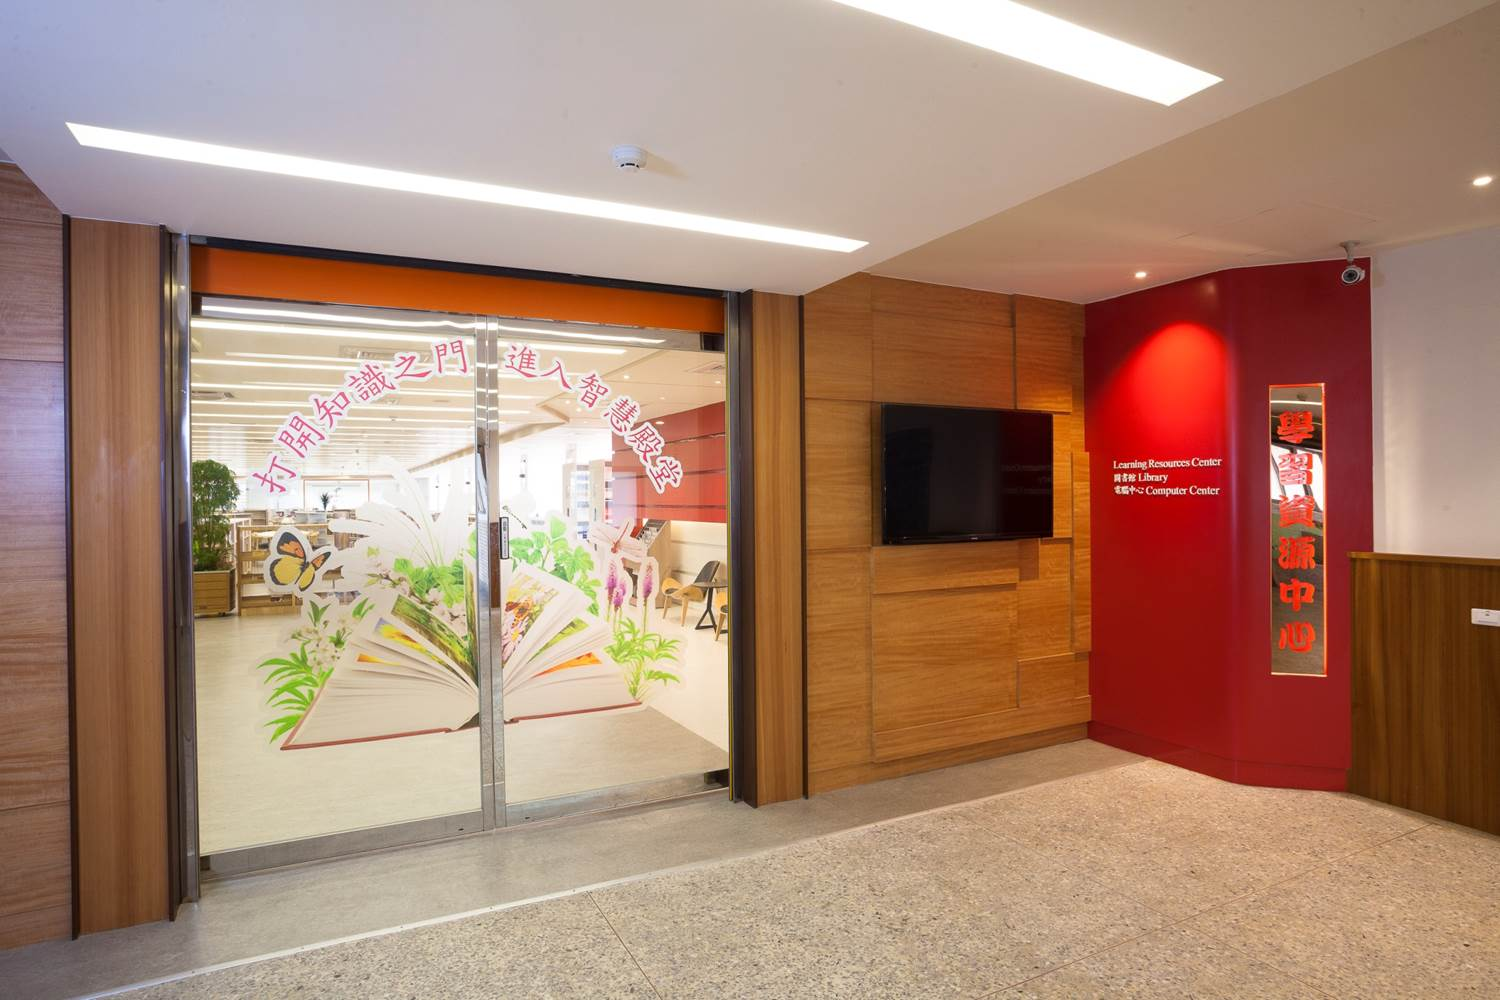 打開知識之門 進入智慧殿堂
Learning Resources Center
圖書館 Library
電腦中心 Computer Center
學習資源中心